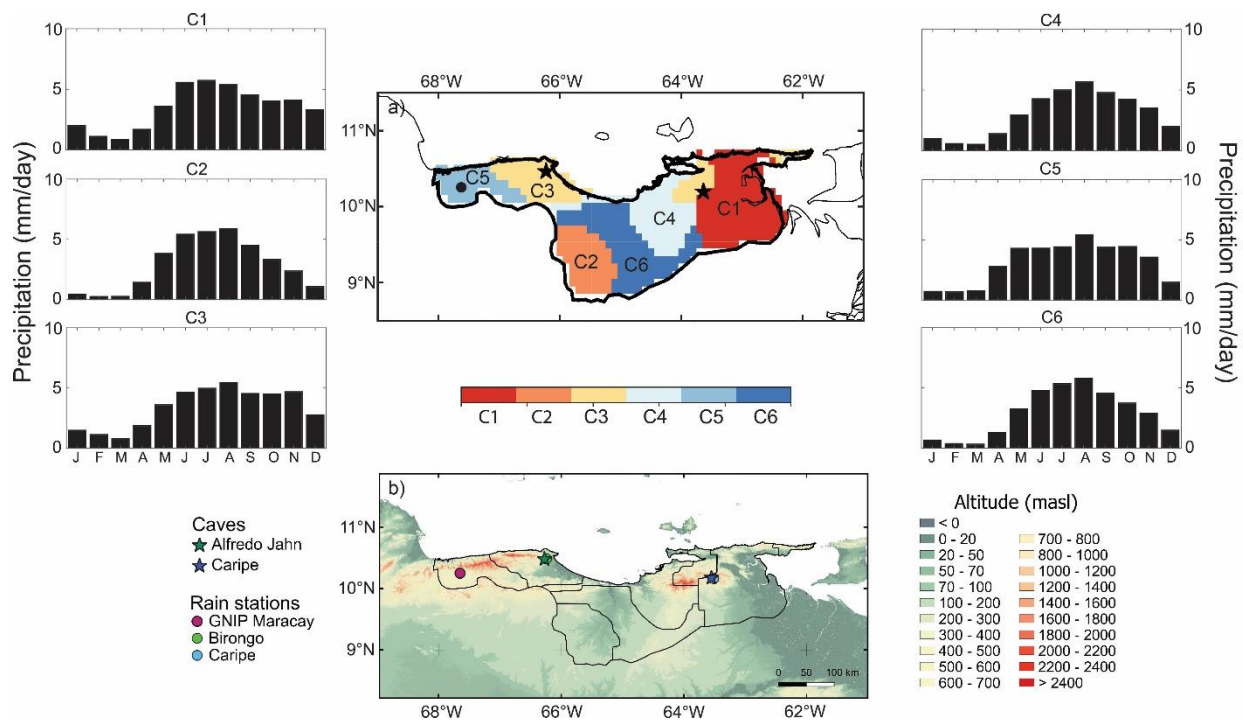 C1
10
5
0
C2
10
5
0
C3
10
5
0
J F M A M J J A S O N D
Precipitation (mm/day)
68°W 66°W 64°W 62°W
a)
11°N
10°N
9°N
C5
C3
C4
C1
C2
C6
C1 C2 C3 C4 C5 C6
C4
10
5
0
C5
10
5
0
C6
10
5
0
J F M A M J J A S O N D
Precipitation (mm/day)
b)
11°N
10°N
9°N
68°W 66°W 64°W 62°W
0 50 100 km
Caves
Alfredo Jahn
Caripe
Rain stations
GNIP Maracay
Birongo
Caripe
Altitude (masl)
< 0
0 - 20
20 - 50
50 - 70
70 - 100
100 - 200
200 - 300
300 - 400
400 - 500
500 - 600
600 - 700
700 - 800
800 - 1000
1000 - 1200
1200 - 1400
1400 - 1600
1600 - 1800
1800 - 2000
2000 - 2200
2200 - 2400
> 2400